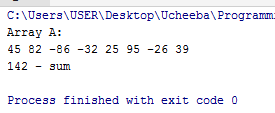 C:\Users\USER\Desktop\Ucheeba\Programm
Array A:
45 82 -86 -32 25 95 -26 39
142 - sum
Process finished with exit code 0